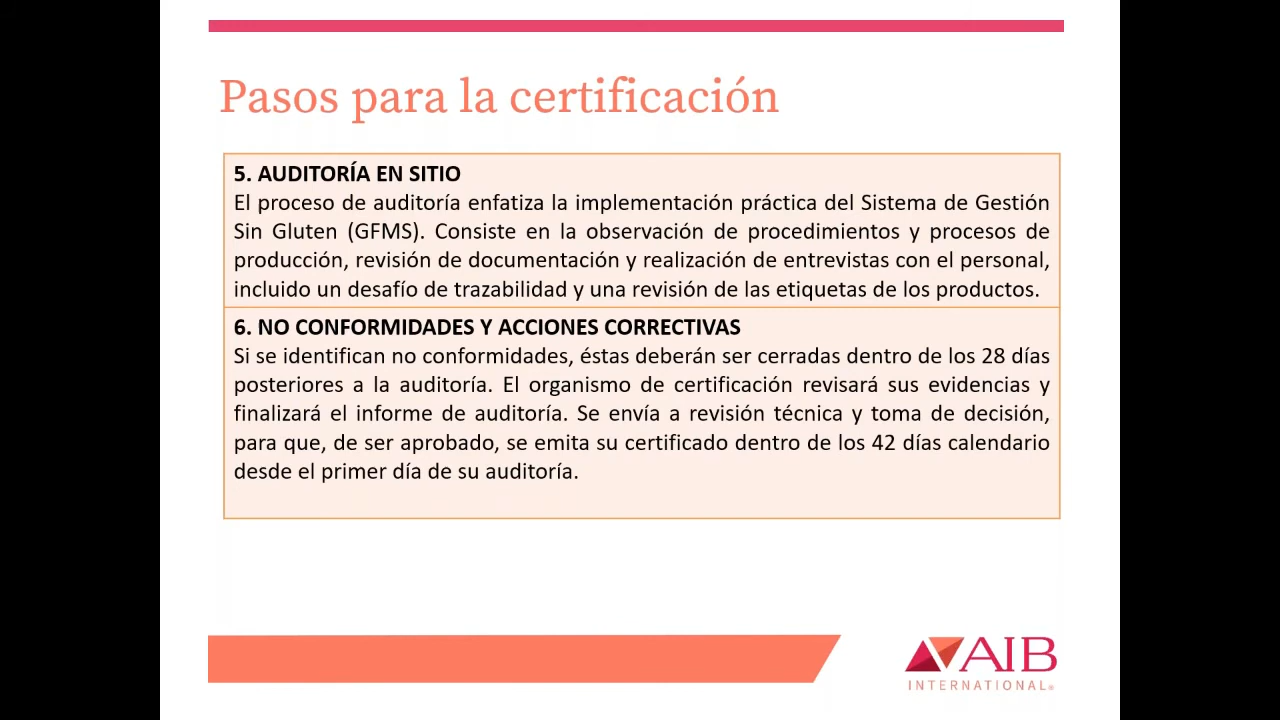 Pasos para la certificación
5. AUDITORÍA EN SITIO
El proceso de auditoría enfatiza la implementación práctica del Sistema de Gestión
Sin Gluten (GFMS). Consiste en la observación de procedimientos y procesos de
producción, revisión de documentación y realización de entrevistas con el personal,
incluido un desafío de trazabilidad y una revisión de las etiquetas de los productos.
6. NO CONFORMIDADES Y ACCIONES CORRECTIVAS
Si se identifican no conformidades, éstas deberán ser cerradas dentro de los 28 días
posteriores a la auditoría. El organismo de certificación revisará sus evidencias y
finalizará el informe de auditoría. Se envía a revisión técnica y toma de decisión,
para que, de ser aprobado, se emita su certificado dentro de los 42 días calendario
desde el primer día de su auditoría.
AIB
INTERNATIONAL®